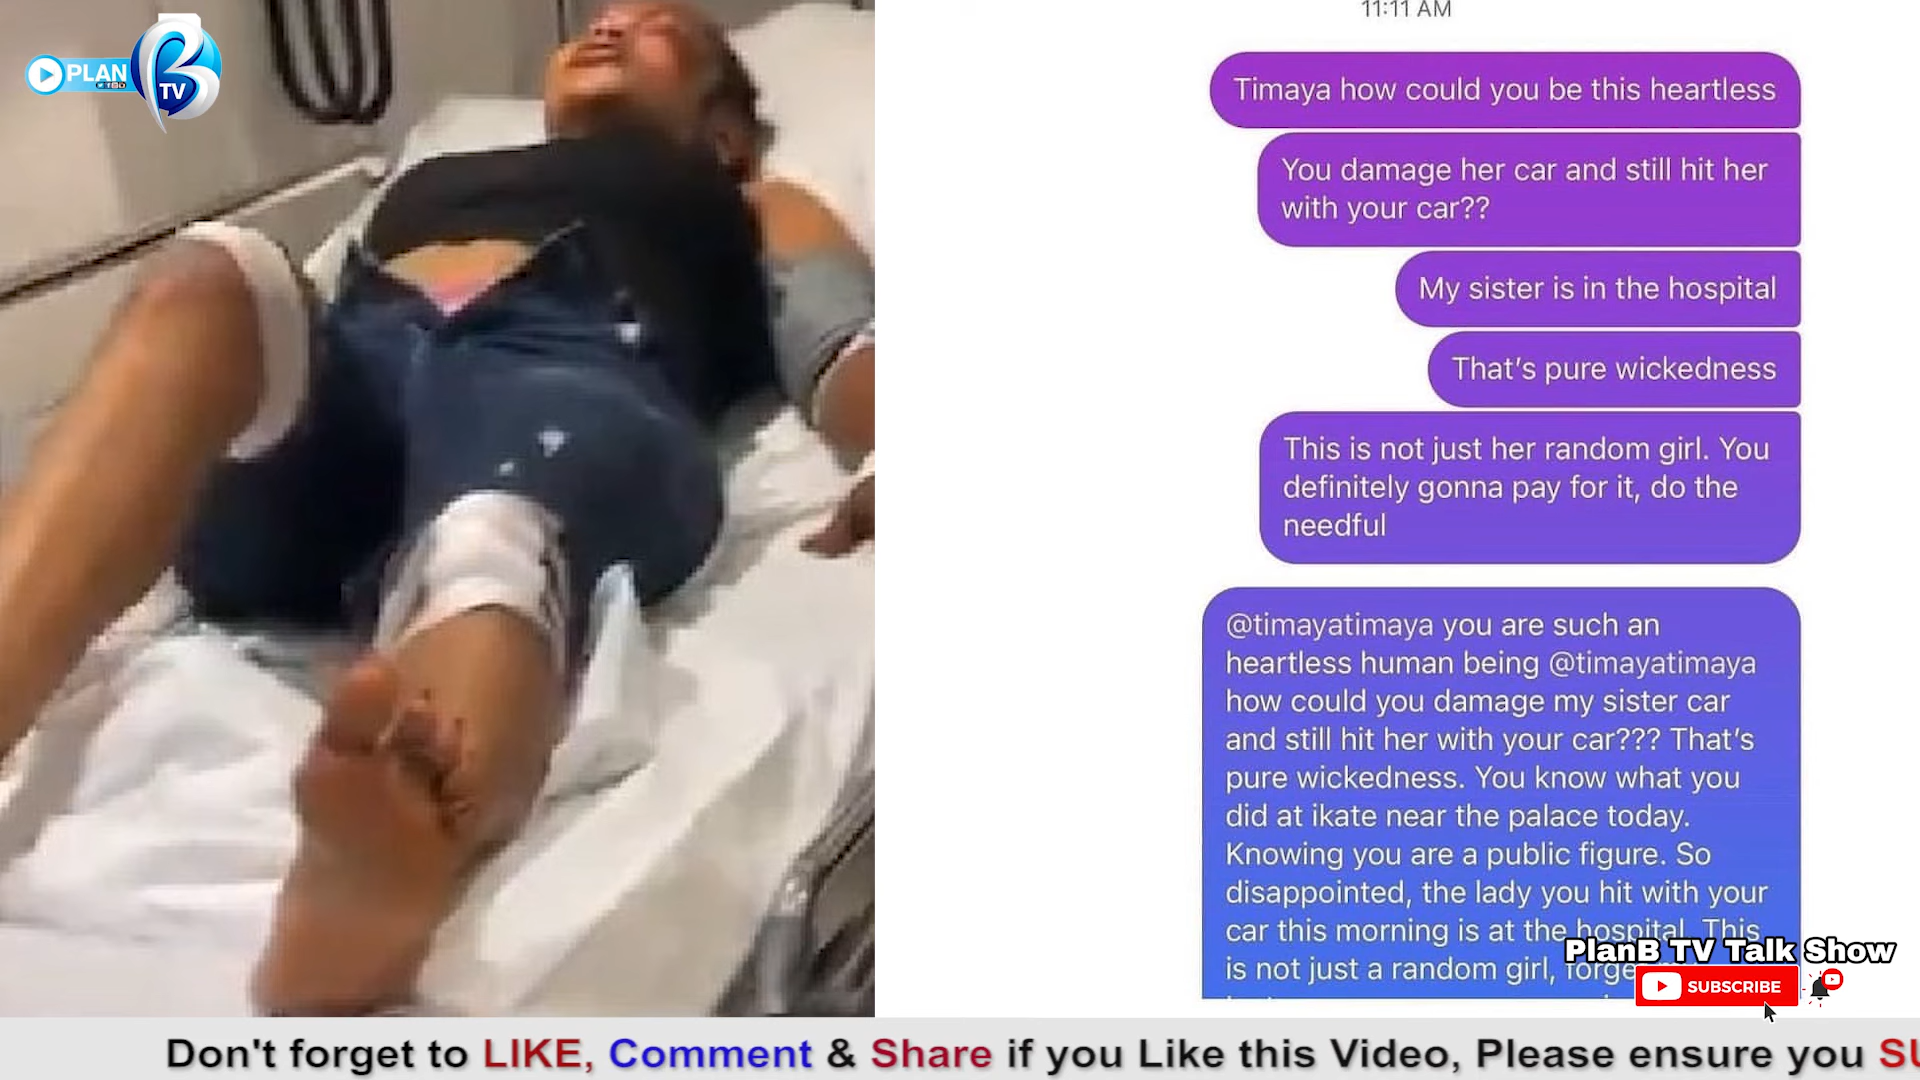 PLAN
B
TV
11:11 AM
Timaya how could you be this heartless
You damage her car and still hit her
with your car??
My sister is in the hospital
That's pure wickedness
This is not just her random girl. You
definitely gonna pay for it, do the
needful
@timayatimaya you are such an
heartless human being @timayatimaya
how could you damage my sister car
and still hit her with your car??? That's
pure wickedness. You know what you
did at ikate near the palace today.
Knowing you are a public figure. So
disappointed, the lady you hit with your
car this morning is at the hospital. This
is not just a random girl,
PlanB TV Talk Show
SUBSCRIBE
Don't forget to LIKE, Comment & Share if you Like this Video, Please ensure you